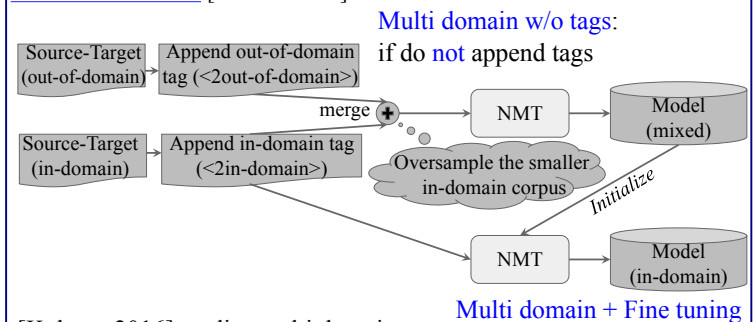 Multi domain w/o tags:
if do not append tags
Source-Target
(out-of-domain)
Append out-of-domain
tag (<2out-of-domain>)
merge
+
NMT
Model
(mixed)
Source-Target
(in-domain)
Append in-domain tag
(<2in-domain>)
Oversample the smaller
in-domain corpus
Initialize
NMT
Model
(in-domain)
Multi domain + Fine tuning